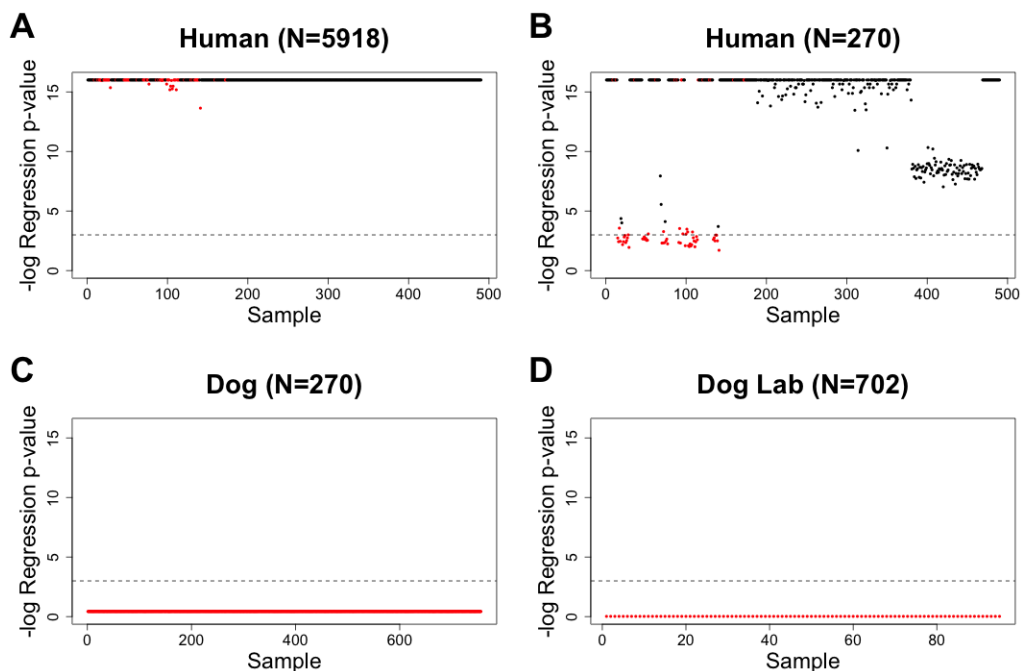 A
Human (N=5918)
-log Regression p-value
15
10
5
0
0 100 200 300 400 500
Sample
B
Human (N=270)
-log Regression p-value
15
10
5
0
0 100 200 300 400 500
Sample
C
Dog (N=270)
-log Regression p-value
15
10
5
0
0 200 400 600
Sample
D
Dog Lab (N=702)
-log Regression p-value
15
10
5
0
0 20 40 60 80
Sample